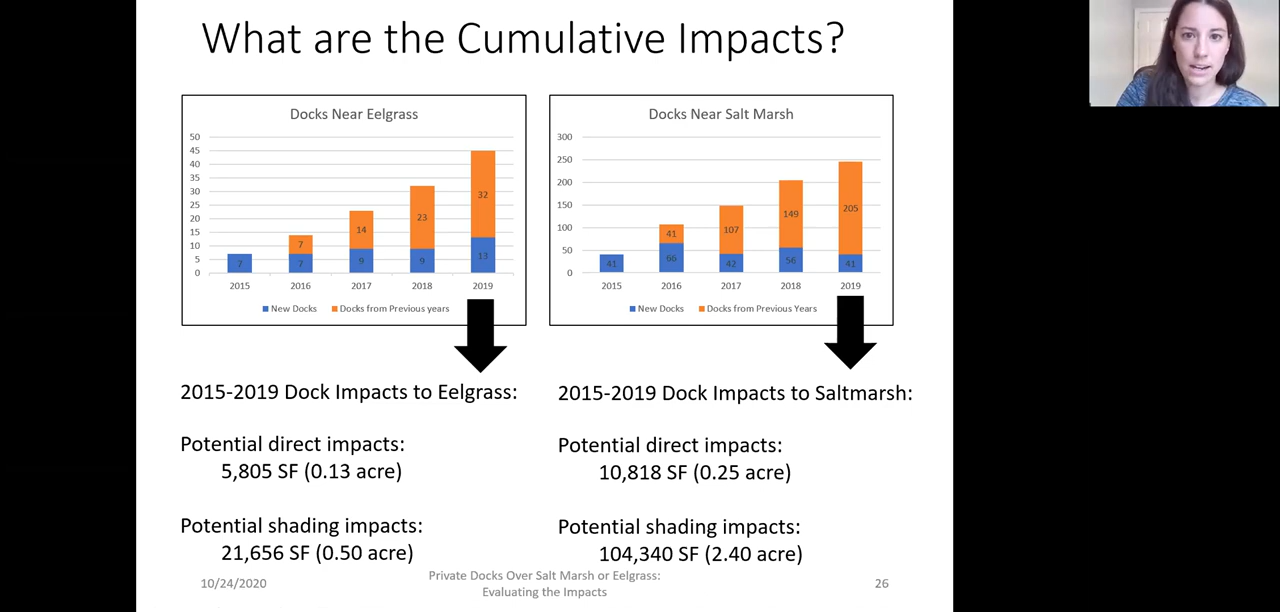 What are the Cumulative Impacts?
Docks Near Eelgrass
50
45
40
35
30
25
20
15
10
5
0
7
7
7
14
9
23
9
32
13
2015 2016 2017 2018 2019
New Docks Docks from Previous years
Docks Near Salt Marsh
300
250
200
150
100
50
0
41
41
66
107
42
149
56
205
41
2015 2016 2017 2018 2019
New Docks Docks from Previous Years
2015-2019 Dock Impacts to Eelgrass:
Potential direct impacts:
5,805 SF (0.13 acre)
Potential shading impacts:
21,656 SF (0.50 acre)
2015-2019 Dock Impacts to Saltmarsh:
Potential direct impacts:
10,818 SF (0.25 acre)
Potential shading impacts:
104,340 SF (2.40 acre)
10/24/2020
Private Docks Over Salt Marsh or Eelgrass:
Evaluating the Impacts
26